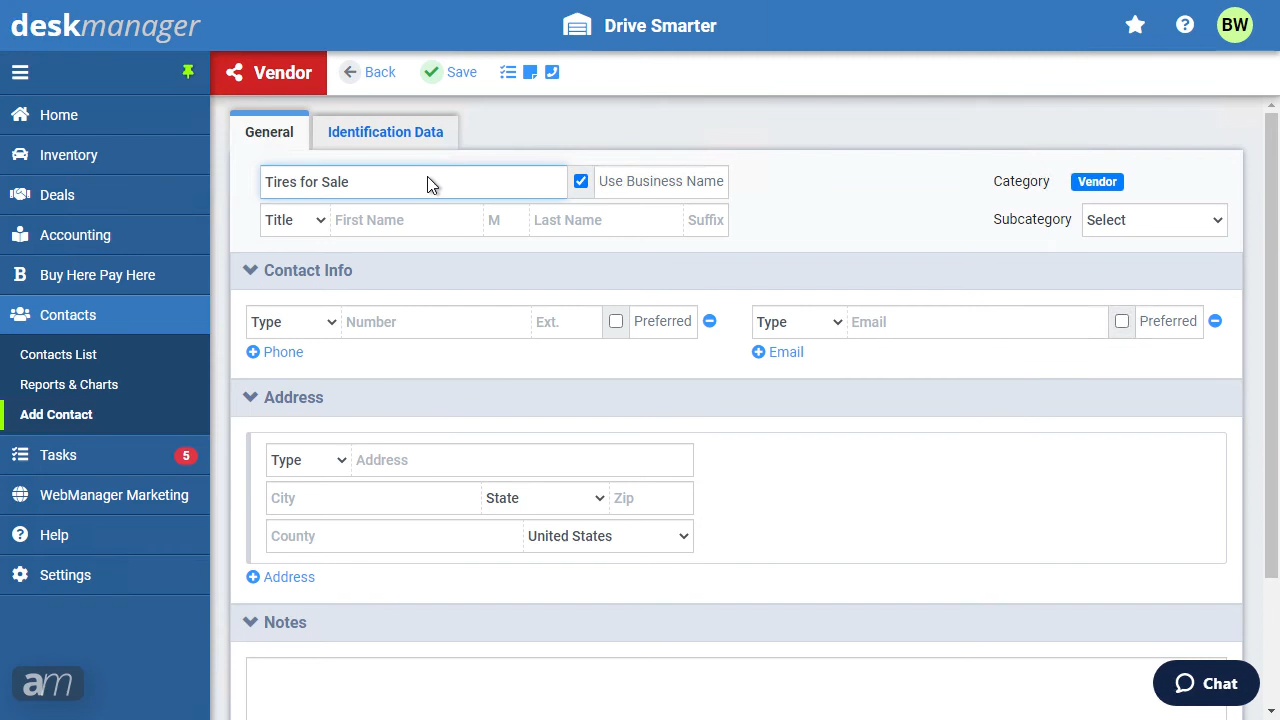 deskmanager
Drive Smarter
BW
Vendor
Back
Save
Home
Inventory
Deals
Accounting
Buy Here Pay Here
Contacts
Contacts List
Reports & Charts
Add Contact
Tasks
5
WebManager Marketing
Help
Settings
am
General
Identification Data
Tires for Sale
Use Business Name
Category
Vendor
Title
First Name
M
Last Name
Suffix
Subcategory
Select
Contact Info
Type
Number
Ext.
Preferred
Type
Email
Preferred
Phone
Email
Address
Type
Address
City
State
Zip
County
United States
Address
Notes
Chat